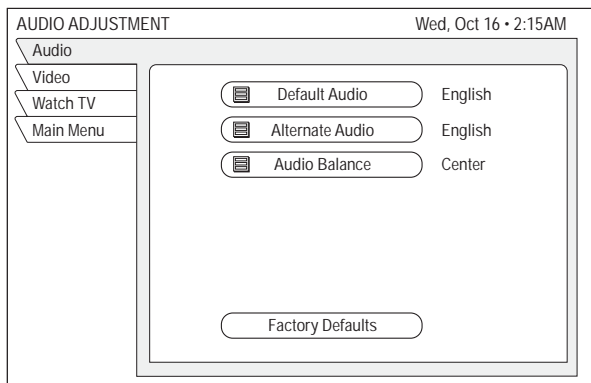 AUDIO ADJUSTMENT Wed, Oct 16 • 2:15AM
Audio
Video
Watch TV
Main Menu
Default Audio English
Alternate Audio English
Audio Balance Center
Factory Defaults